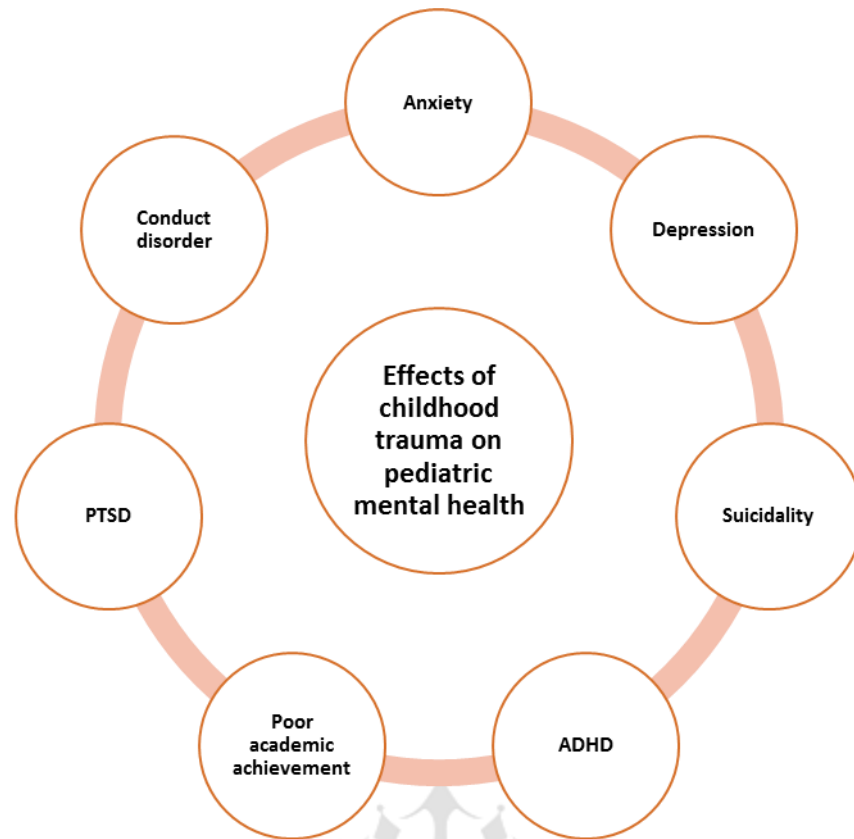 Anxiety
Depression
Suicidality
ADHD
Poor
academic
achievement
PTSD
Conduct
disorder
Effects of
childhood
trauma on
pediatric
mental health